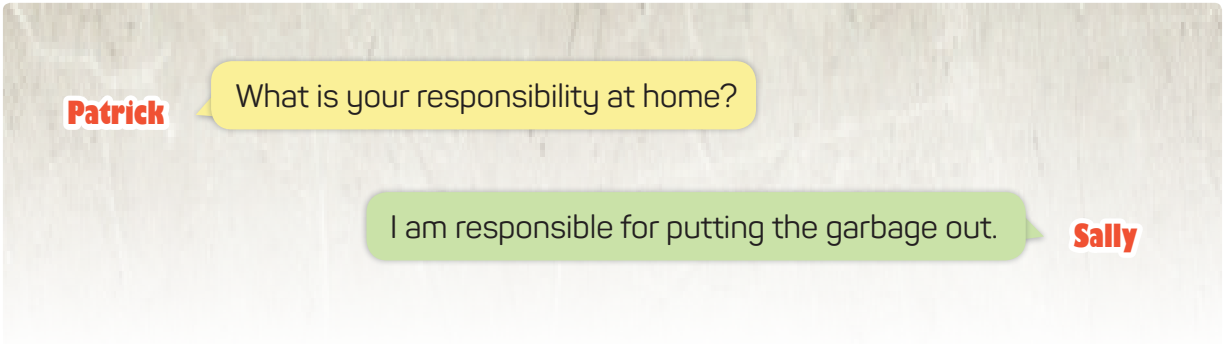 Patrick
What is your responsibility at home?
I am responsible for putting the garbage out.
Sally